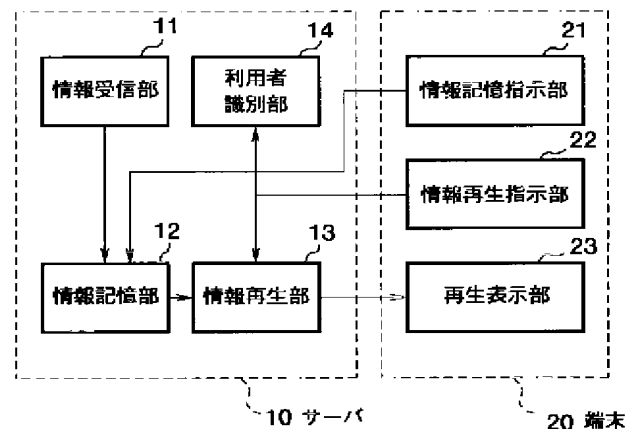 11
情報受信部
14
利用者
識別部
21
情報記憶指示部
22
情報再生指示部
12
情報記憶部
13
情報再生部
23
再生表示部
10 サーバ
20 端末